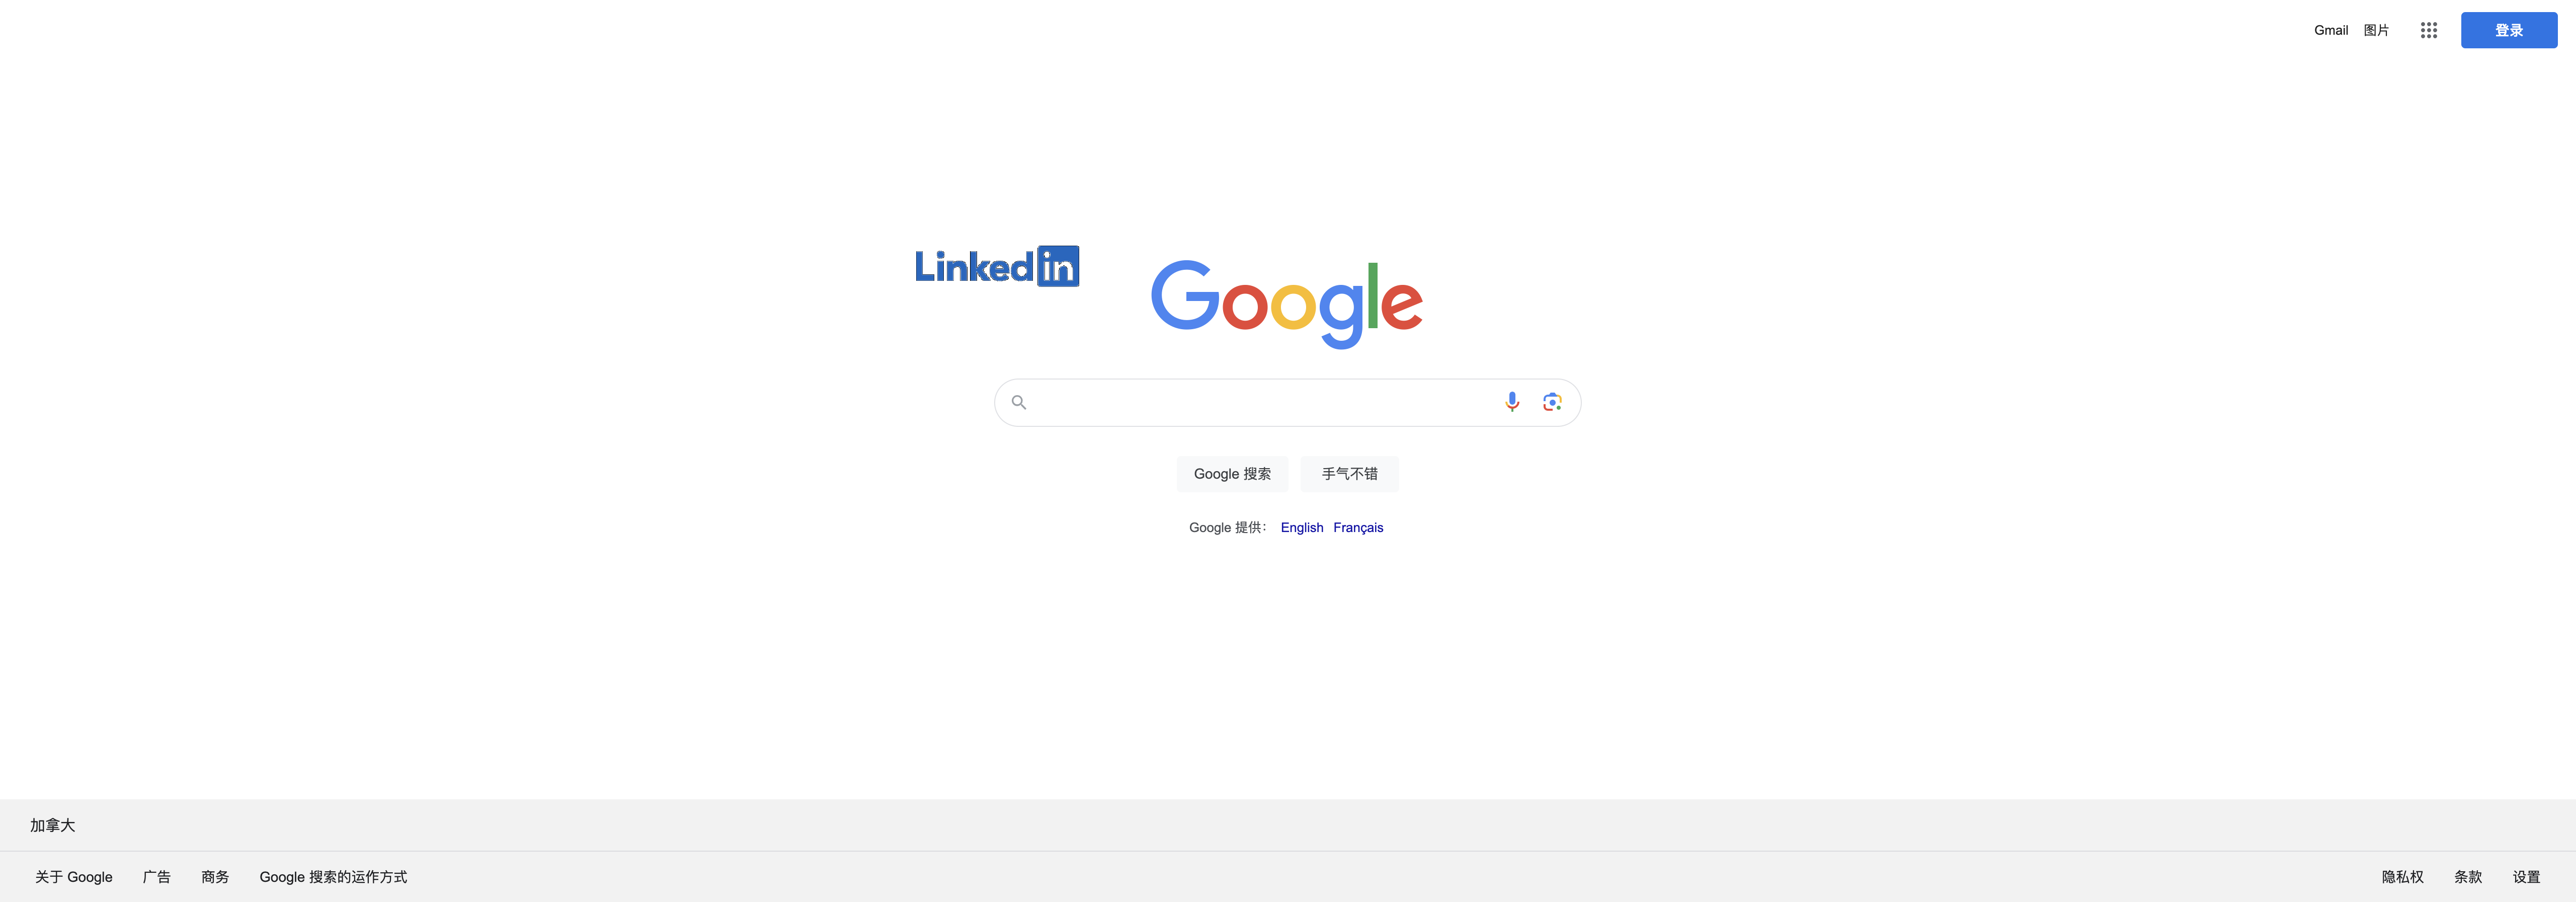 Gmail 图片 登录
Linkedin
Google
Google 搜索 手气不错
Google 提供： English Français
加拿大
关于 Google 广告 商务 Google 搜索的运作方式 隐私权 条款 设置